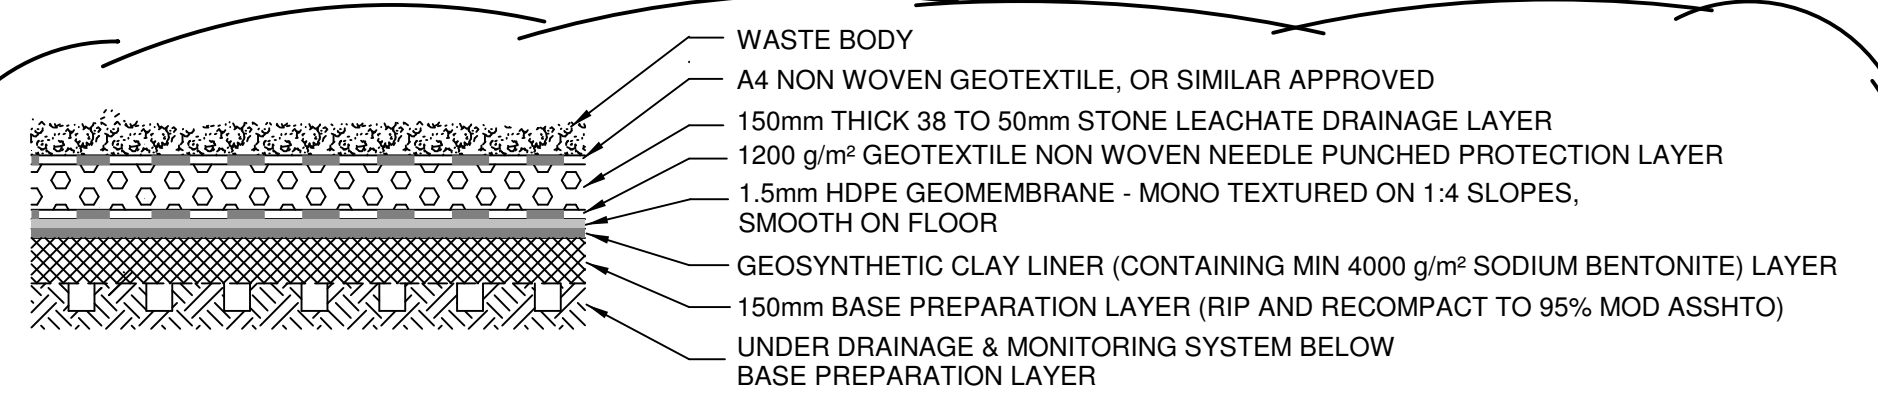 WASTE BODY
A4 NON WOVEN GEOTEXTILE, OR SIMILAR APPROVED
150mm THICK 38 TO 50mm STONE LEACHATE DRAINAGE LAYER
1200 g/m² GEOTEXTILE NON WOVEN NEEDLE PUNCHED PROTECTION LAYER
1.5mm HDPE GEOMEMBRANE - MONO TEXTURED ON 1:4 SLOPES,
SMOOTH ON FLOOR
GEOSYNTHETIC CLAY LINER (CONTAINING MIN 4000 g/m² SODIUM BENTONITE) LAYER
150mm BASE PREPARATION LAYER (RIP AND RECOMPACT TO 95% MOD ASSHTO)
UNDER DRAINAGE & MONITORING SYSTEM BELOW
BASE PREPARATION LAYER